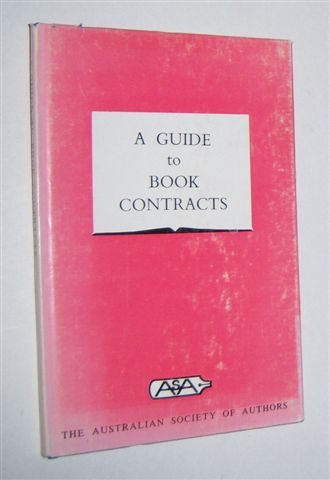 A GUIDE
to
BOOK
CONTRACTS
ASA
THE AUSTRALIAN SOCIETY OF AUTHORS